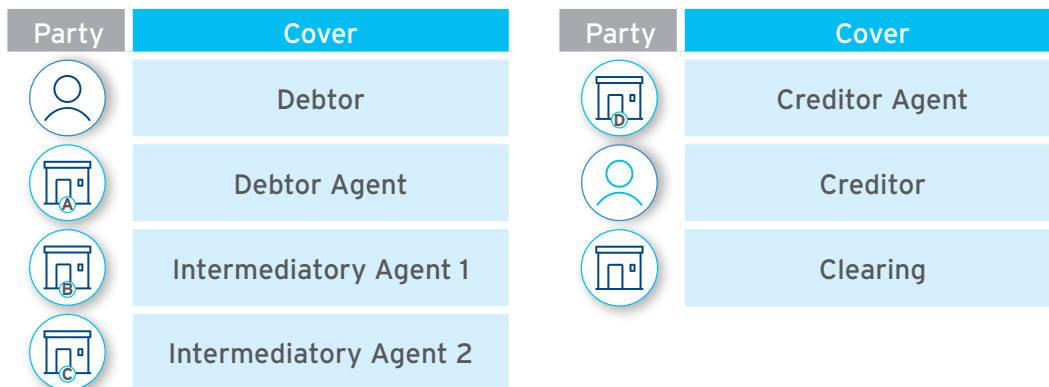 Party Cover
Debtor
A Debtor Agent
B Intermediatory Agent 1
C Intermediatory Agent 2
Party Cover
D Creditor Agent
Creditor
Clearing